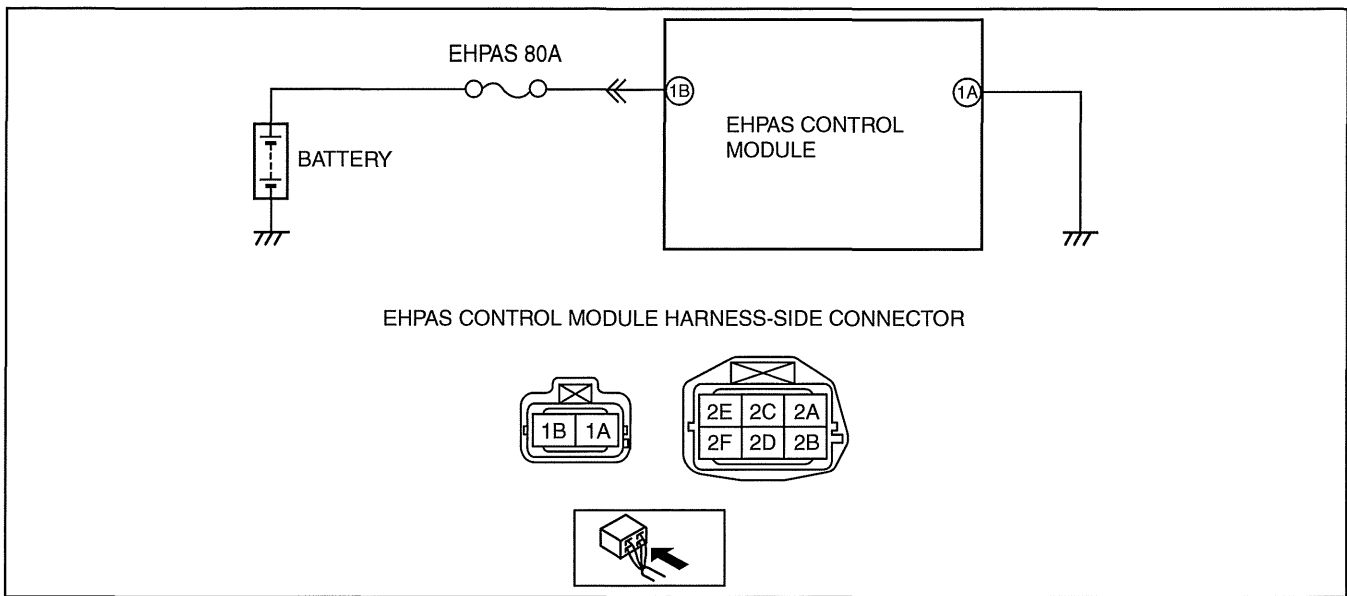 EHPAS 80A
1B
1A
EHPAS CONTROL
MODULE
BATTERY
EHPAS CONTROL MODULE HARNESS-SIDE CONNECTOR
1B 1A
2E 2C 2A
2F 2D 2B